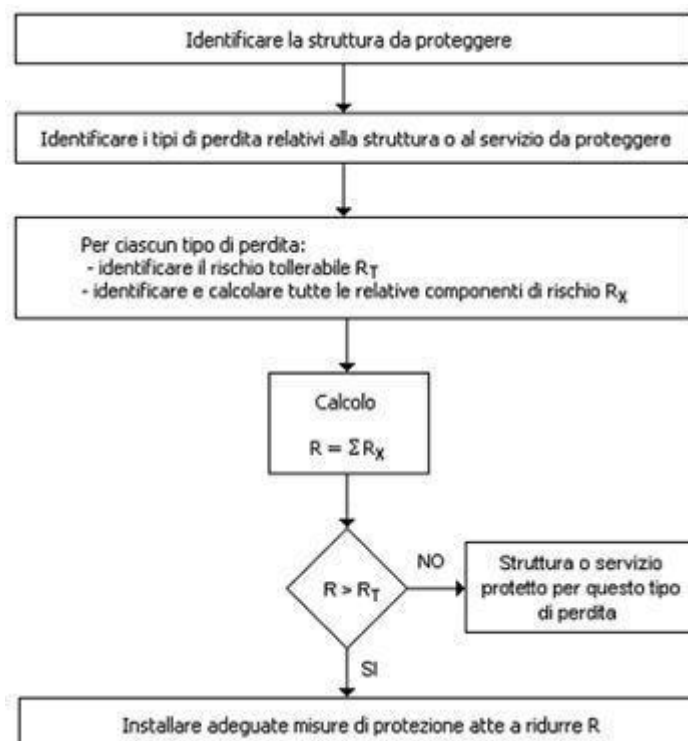 Identificare la struttura da proteggere
Identificare i tipi di perdita relativi alla struttura o al servizio da proteggere
Per ciascun tipo di perdita:
- identificare il rischio tollerabile RT
- identificare e calcolare tutte le relative componenti di rischio RX
Calcolo
R = ΣRX
R > RT
NO
Struttura o servizio
protetto per questo tipo
di perdita
SI
Installare adeguate misure di protezione atte a ridurre R